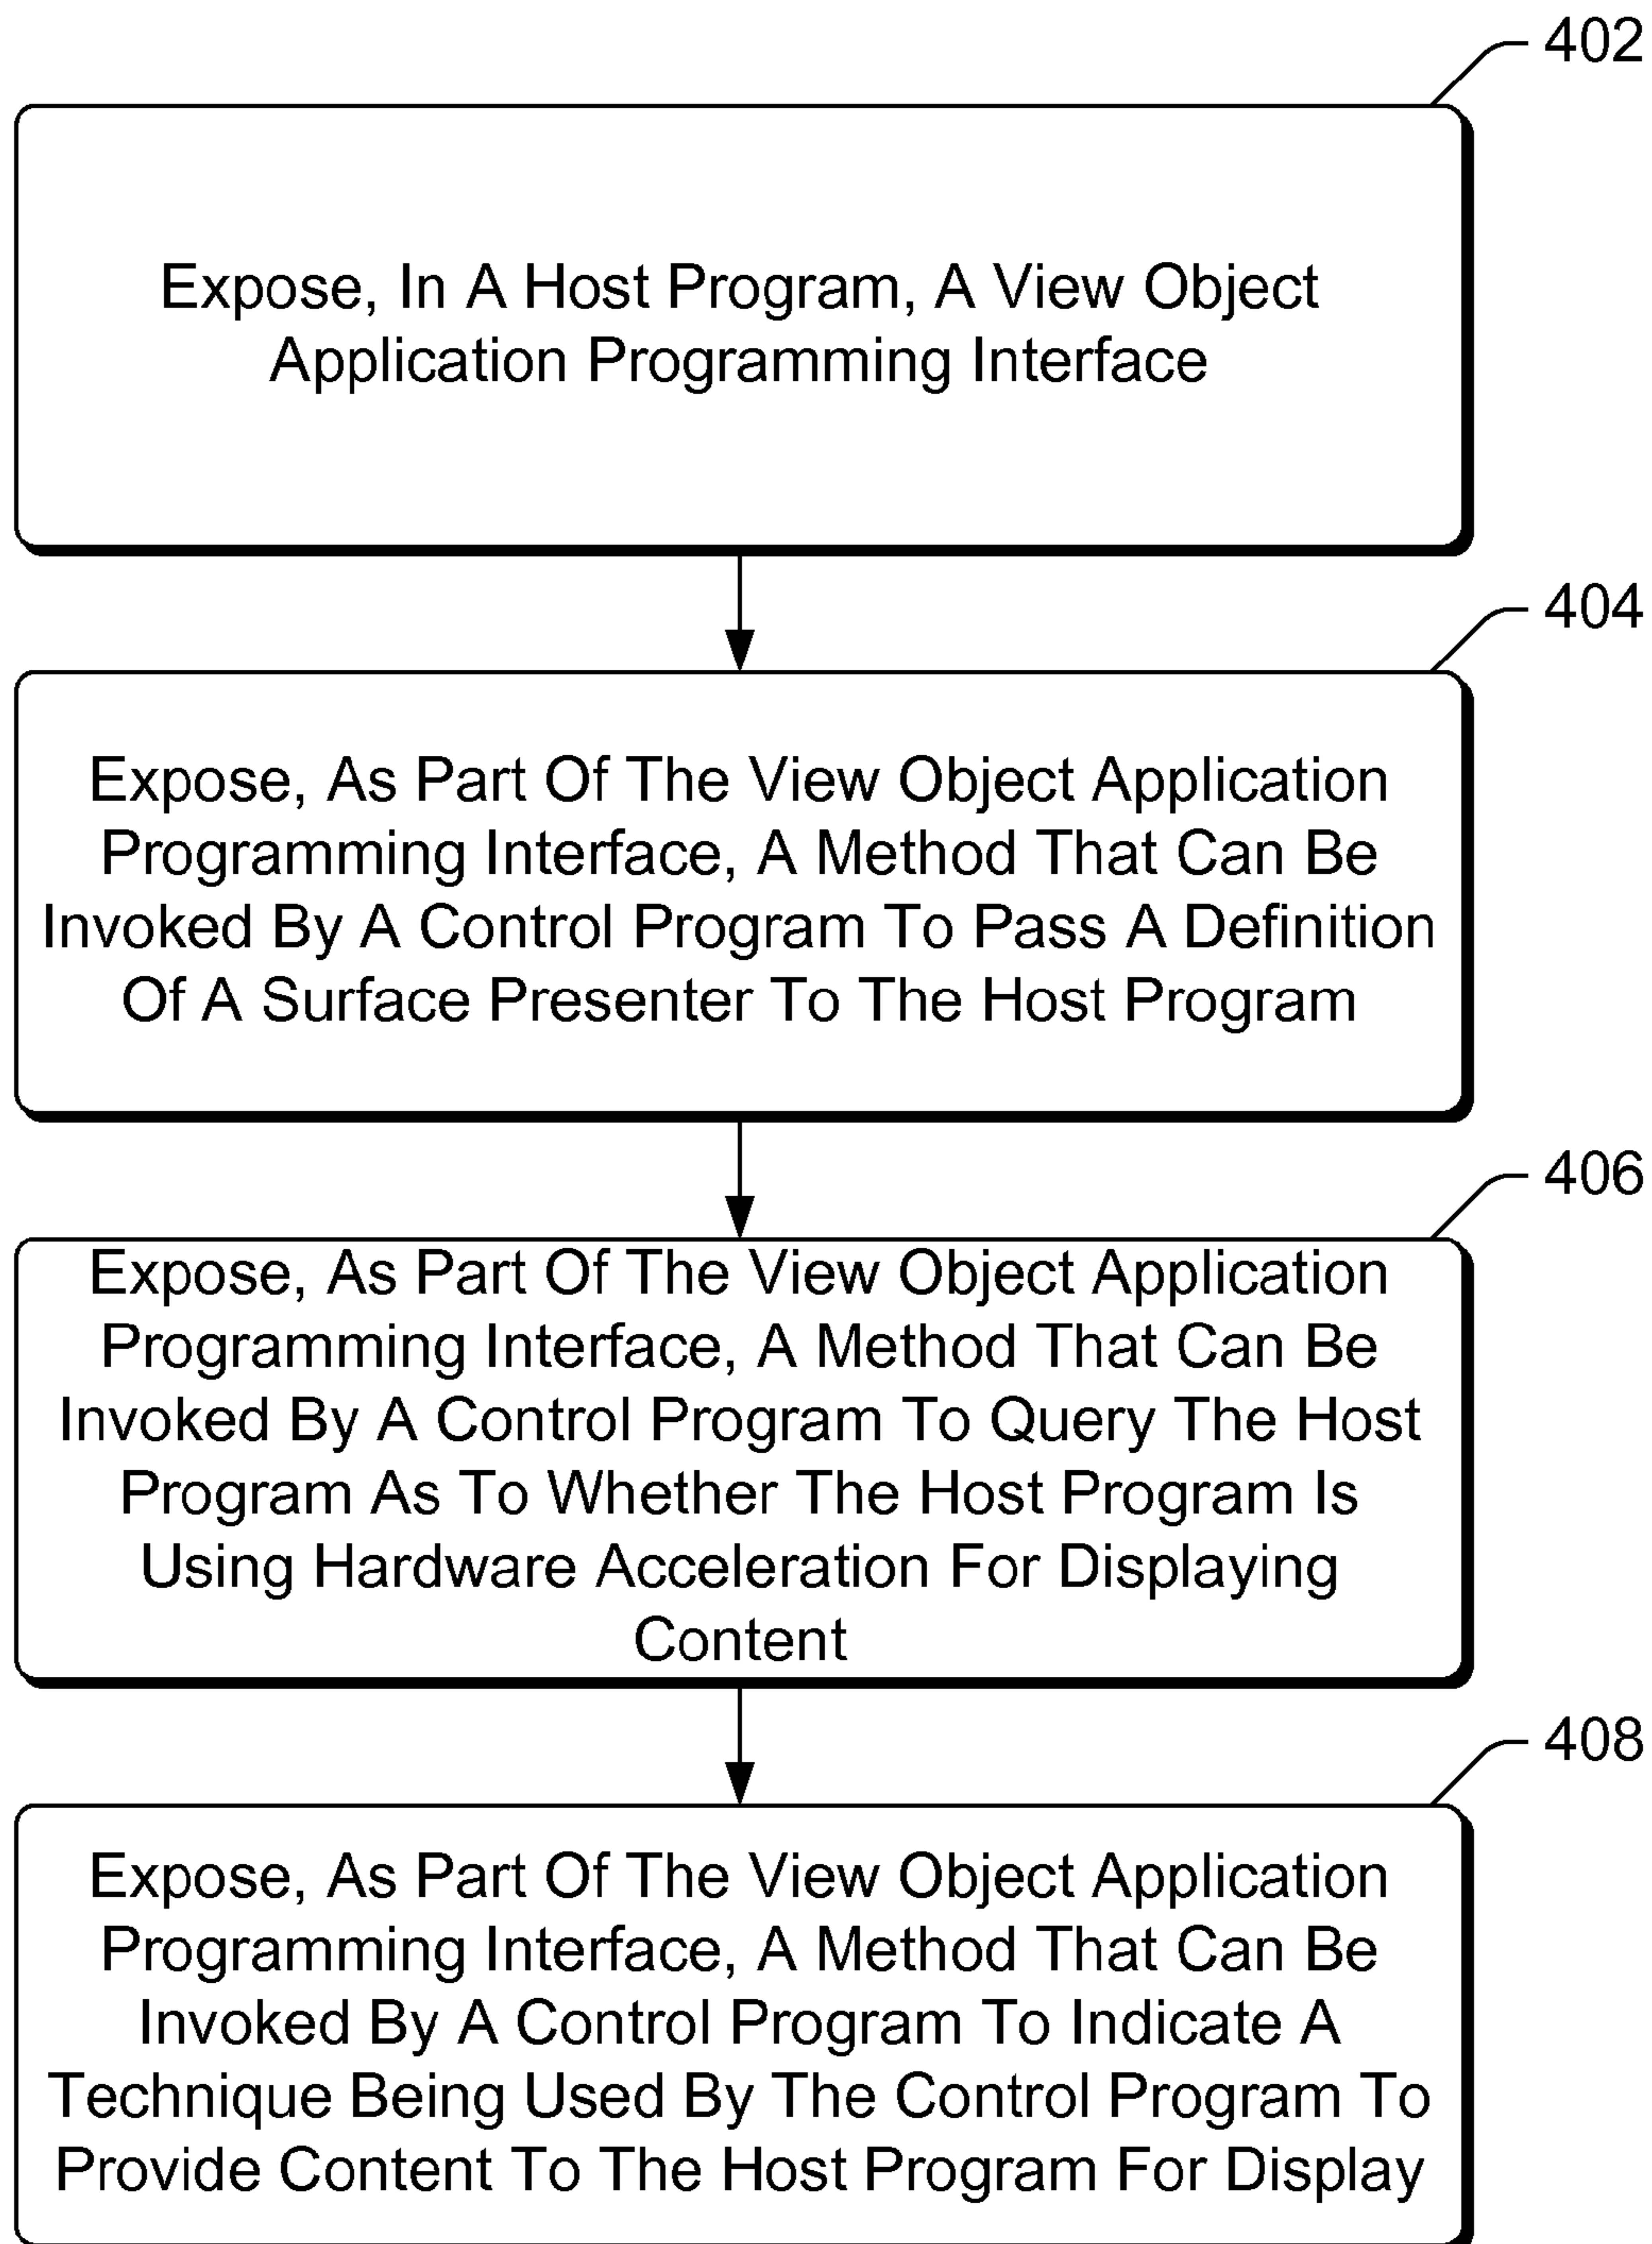 402
Expose, In A Host Program, A View Object
Application Programming Interface
404
Expose, As Part Of The View Object Application
Programming Interface, A Method That Can Be
Invoked By A Control Program To Pass A Definition
Of A Surface Presenter To The Host Program
406
Expose, As Part Of The View Object Application
Programming Interface, A Method That Can Be
Invoked By A Control Program To Query The Host
Program As To Whether The Host Program Is
Using Hardware Acceleration For Displaying
Content
408
Expose, As Part Of The View Object Application
Programming Interface, A Method That Can Be
Invoked By A Control Program To Indicate A
Technique Being Used By The Control Program To
Provide Content To The Host Program For Display